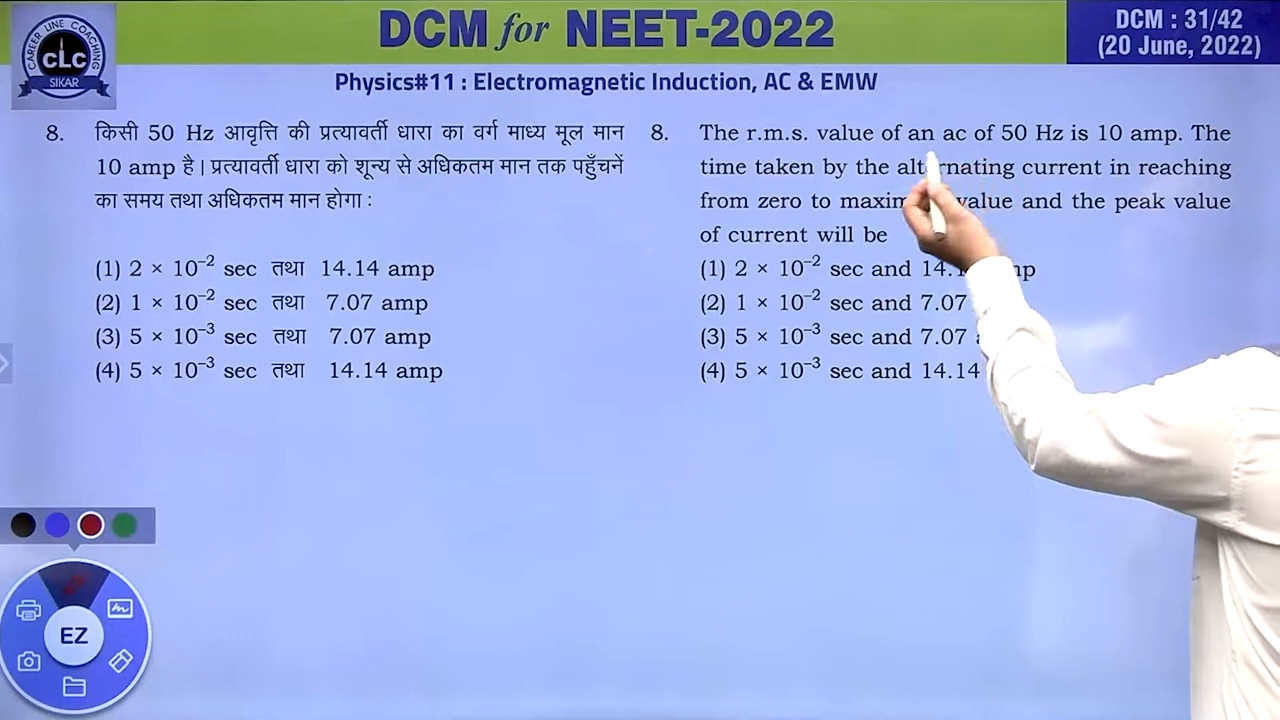 CAREER LINE COACHING
CLC
SIKAR
DCM for NEET-2022
DCM : 31/42
(20 June, 2022)
Physics#11 : Electromagnetic Induction, AC & EMW
8. किसी 50 Hz आवृत्ति की प्रत्यावर्ती धारा का वर्ग माध्य मूल मान
10 amp है। प्रत्यावर्ती धारा को शून्य से अधिकतम मान तक पहुँचनें
का समय तथा अधिकतम मान होगा :
(1) 2 × 10⁻² sec तथा 14.14 amp
(2) 1 × 10⁻² sec तथा 7.07 amp
(3) 5 × 10⁻³ sec तथा 7.07 amp
(4) 5 × 10⁻³ sec तथा 14.14 amp
8. The r.m.s. value of an ac of 50 Hz is 10 amp. The
time taken by the alternating current in reaching
from zero to value and the peak value
of current will be
(1) 2 × 10⁻² sec and
(2) 1 × 10⁻² sec and 7.07
(3) 5 × 10⁻³ sec and 7.07
(4) 5 × 10⁻³ sec and 14.14
EZ